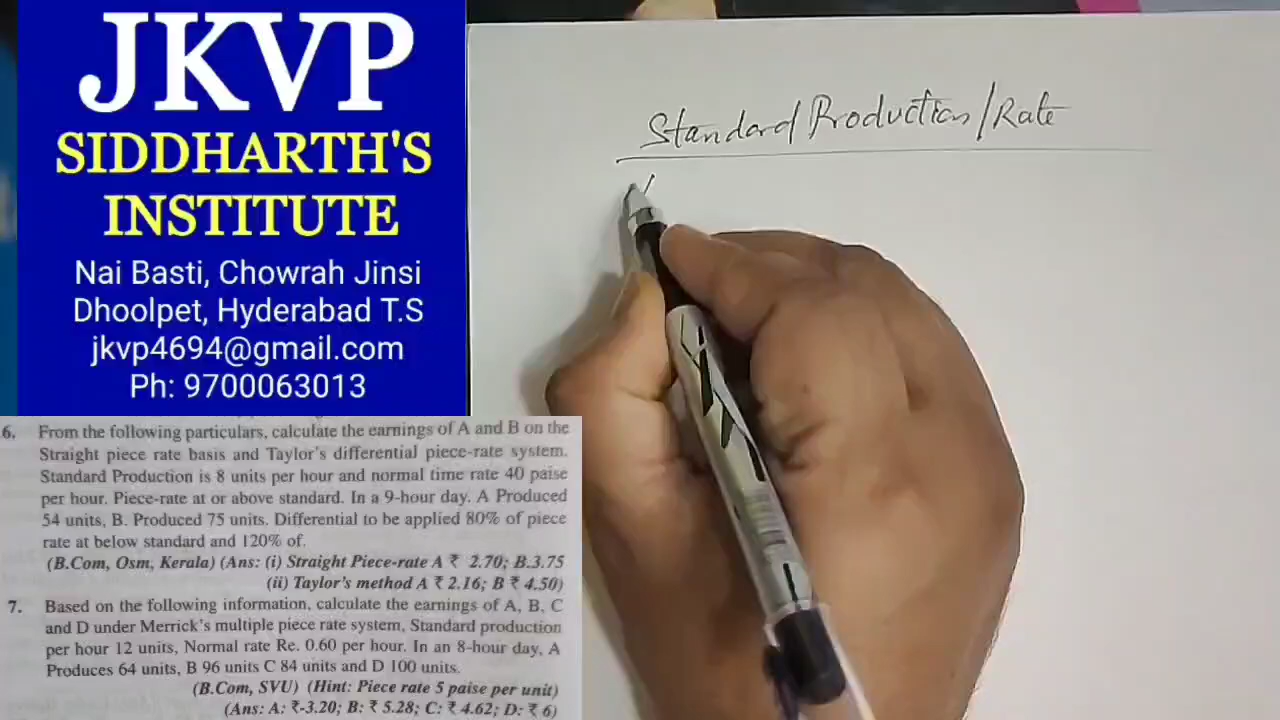 JKVP
SIDDHARTH'S
INSTITUTE
Nai Basti, Chowrah Jinsi
Dhoolpet, Hyderabad T.S
jkvp4694@gmail.com
Ph: 9700063013
Standard Production/Rate
6. From the following particulars, calculate the earnings of A and B on the
Straight piece rate basis and Taylor's differential piece-rate system.
Standard Production is 8 units per hour and normal time rate 40 paise
per hour. Piece-rate at or above standard. In a 9-hour day. A Produced
54 units, B. Produced 75 units. Differential to be applied 80% of piece
rate at below standard and 120% of.
(B.Com, Osm, Kerala) (Ans: (i) Straight Piece-rate A ₹ 2.70; B.3.75
(ii) Taylor's method A ₹ 2.16; B ₹ 4.50)
7. Based on the following information, calculate the earnings of A, B, C
and D under Merrick's multiple piece rate system, Standard production
per hour 12 units, Normal rate Re. 0.60 per hour. In an 8-hour day, A
Produces 64 units, B 96 units C 84 units and D 100 units.
(B.Com, SVU) (Hint: Piece rate 5 paise per unit)
(Ans: A: ₹-3.20; B: ₹ 5.28; C: ₹ 4.62; D: ₹ 6)